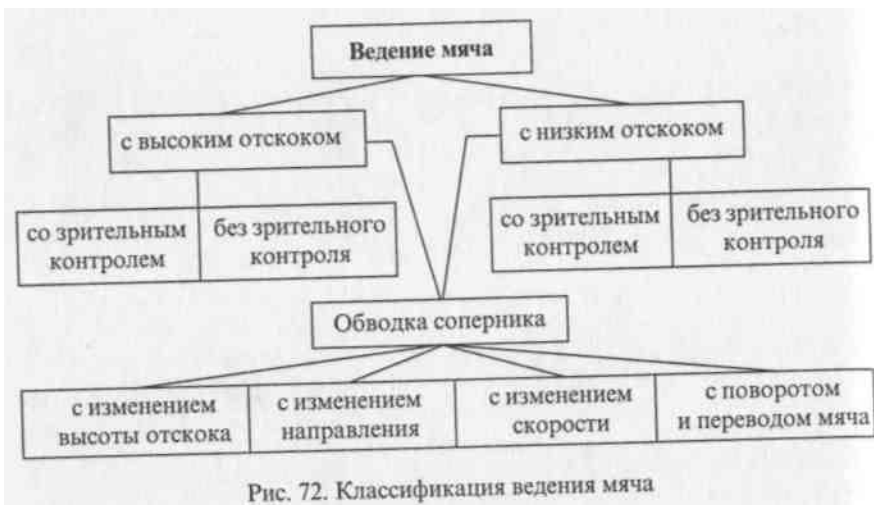 Ведение мяча
с высоким отскоком
с низким отскоком
со зрительным
контролем
без зрительного
контроля
со зрительным
контролем
без зрительного
контроля
Обводка соперника
с изменением
высоты отскока
с изменением
направления
с изменением
скорости
с поворотом
и переводом мяча
Рис. 72. Классификация ведения мяча